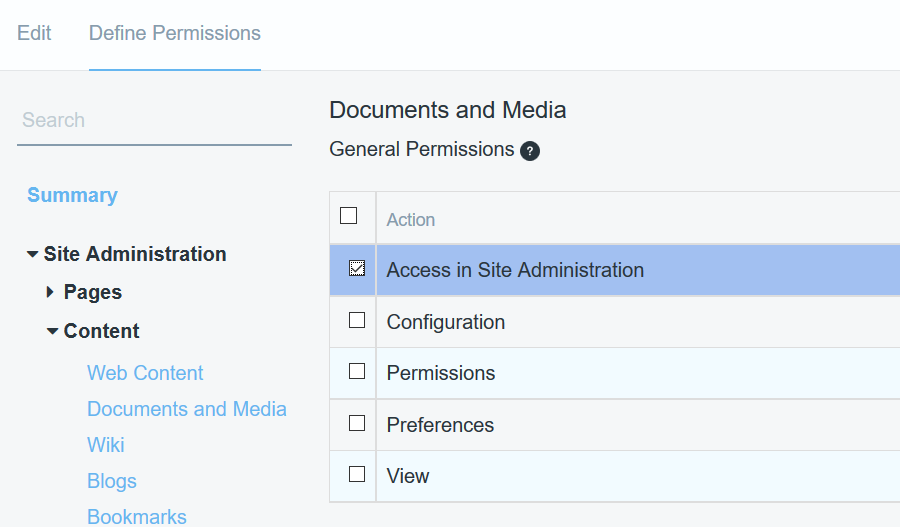 Edit Define Permissions
Search
Summary
Site Administration
Pages
Content
Web Content
Documents and Media
Wiki
Blogs
Bookmarks
Documents and Media
General Permissions ?
Action
Access in Site Administration
Configuration
Permissions
Preferences
View